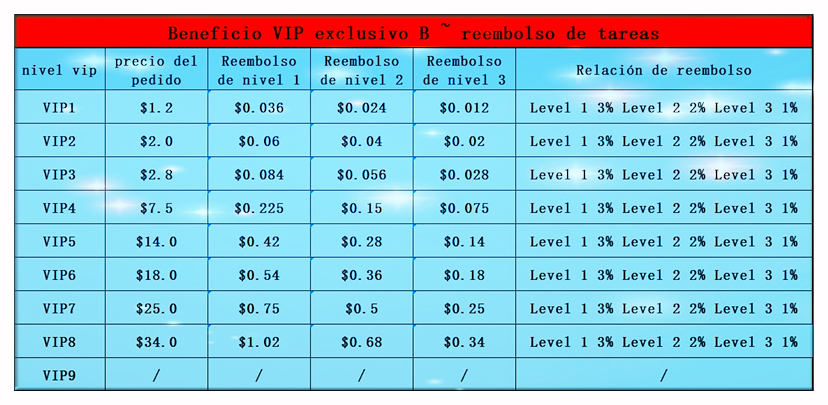 Beneficio VIP exclusivo B ~ reembolso de tareas
nivel vip precio del pedido Reembolso de nivel 1 Reembolso de nivel 2 Reembolso de nivel 3 Relación de reembolso
VIP1 $1.2 $0.036 $0.024 $0.012 Level 1 3% Level 2 2% Level 3 1%
VIP2 $2.0 $0.06 $0.04 $0.02 Level 1 3% Level 2 2% Level 3 1%
VIP3 $2.8 $0.084 $0.056 $0.028 Level 1 3% Level 2 2% Level 3 1%
VIP4 $7.5 $0.225 $0.15 $0.075 Level 1 3% Level 2 2% Level 3 1%
VIP5 $14.0 $0.42 $0.28 $0.14 Level 1 3% Level 2 2% Level 3 1%
VIP6 $18.0 $0.54 $0.36 $0.18 Level 1 3% Level 2 2% Level 3 1%
VIP7 $25.0 $0.75 $0.5 $0.25 Level 1 3% Level 2 2% Level 3 1%
VIP8 $34.0 $1.02 $0.68 $0.34 Level 1 3% Level 2 2% Level 3 1%
VIP9 / / / / /